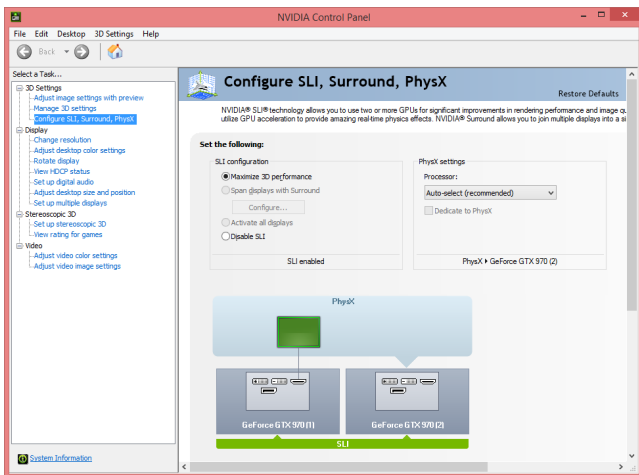 NVIDIA Control Panel
File Edit Desktop 3D Settings Help
Back
Select a Task...
3D Settings
Adjust image settings with preview
Manage 3D settings
Configure SLI, Surround, PhysX
Display
Change resolution
Adjust desktop color settings
Rotate display
View HDCP status
Set up digital audio
Adjust desktop size and position
Set up multiple displays
Stereoscopic 3D
Set up stereoscopic 3D
View rating for games
Video
Adjust video color settings
Adjust video image settings
System Information
Configure SLI, Surround, PhysX
Restore Defaults
NVIDIA® SLI® technology allows you to use two or more GPUs for significant improvements in rendering performance and image qu
utilize GPU acceleration to provide amazing real-time physics effects. NVIDIA® Surround allows you to join multiple displays into a si
Set the following:
SLI configuration
Maximize 3D performance
Span displays with Surround
Configure...
Activate all displays
Disable SLI
SLI enabled
PhysX settings
Processor:
Auto-select (recommended)
Dedicate to PhysX
PhysX ▸ GeForce GTX 970 (2)
PhysX
GeForce GTX 970 (1)
GeForce GTX 970 (2)
SLI